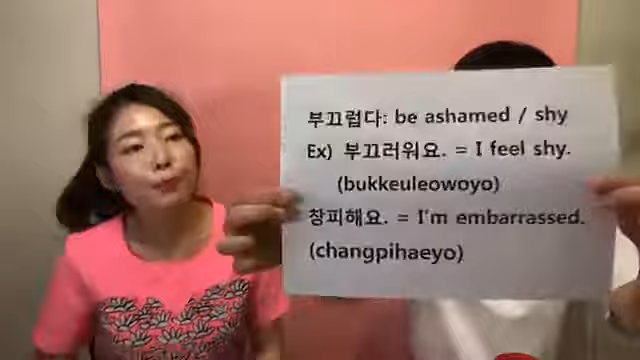 부끄럽다: be ashamed / shy
Ex) 부끄러워요. = I feel shy.
(bukkeuleowoyo)
창피해요. = I'm embarrassed.
(changpihaeyo)